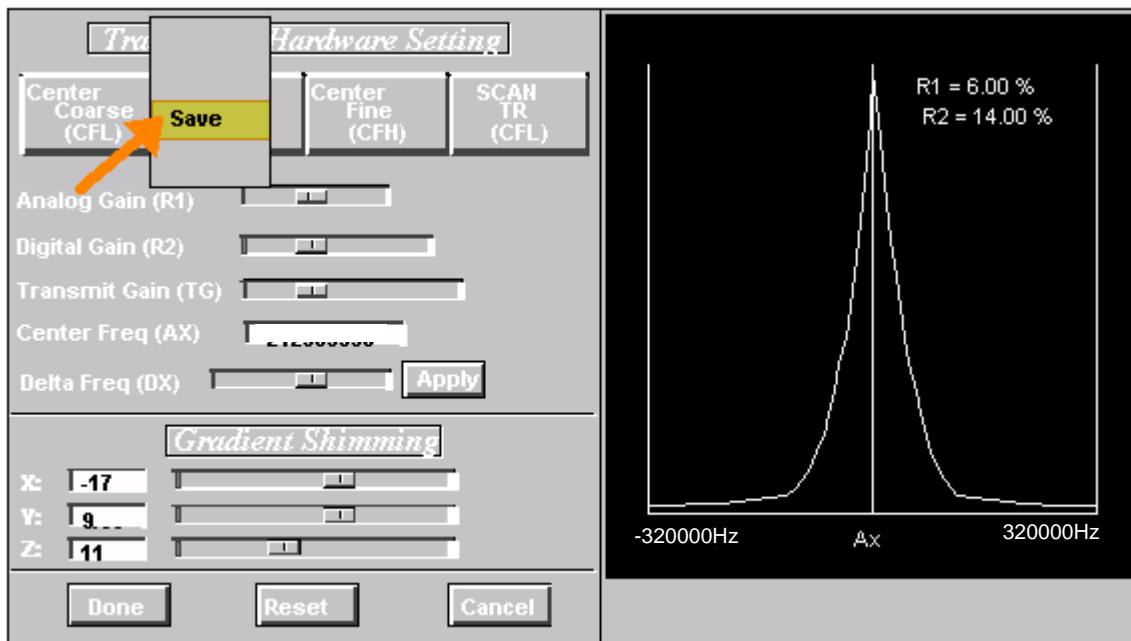 Hardware Setting
Center Coarse (CFL)
Save
Center Fine (CFH)
SCAN TR (CFL)
Analog Gain (R1)
Digital Gain (R2)
Transmit Gain (TG)
Center Freq (AX)
Delta Freq (DX)
Apply
Gradient Shimming
X: -17
Y:
Z: 11
Done
Reset
Cancel
R1 = 6.00 %
R2 = 14.00 %
-320000Hz
Ax
320000Hz